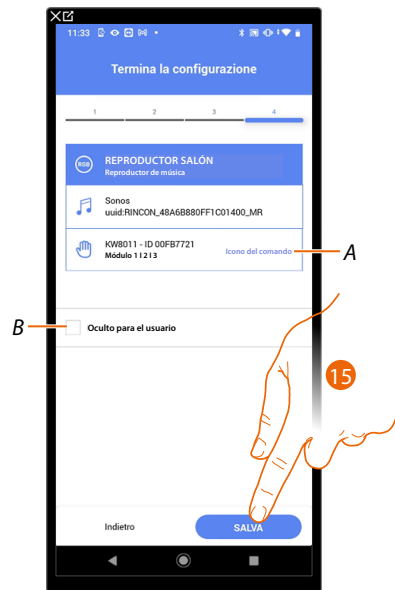 11:33
Termina la configurazione
1 2 3 4
RGB
REPRODUCTOR SALÓN
Reproductor de música
Sonos
uuid:RINCON_48A6B880FF1C01400_MR
KW8011 - ID 00FB7721
Módulo 1 I 2 I 3
Icono del comando
A
B
Oculto para el usuario
15
Indietro
SALVA